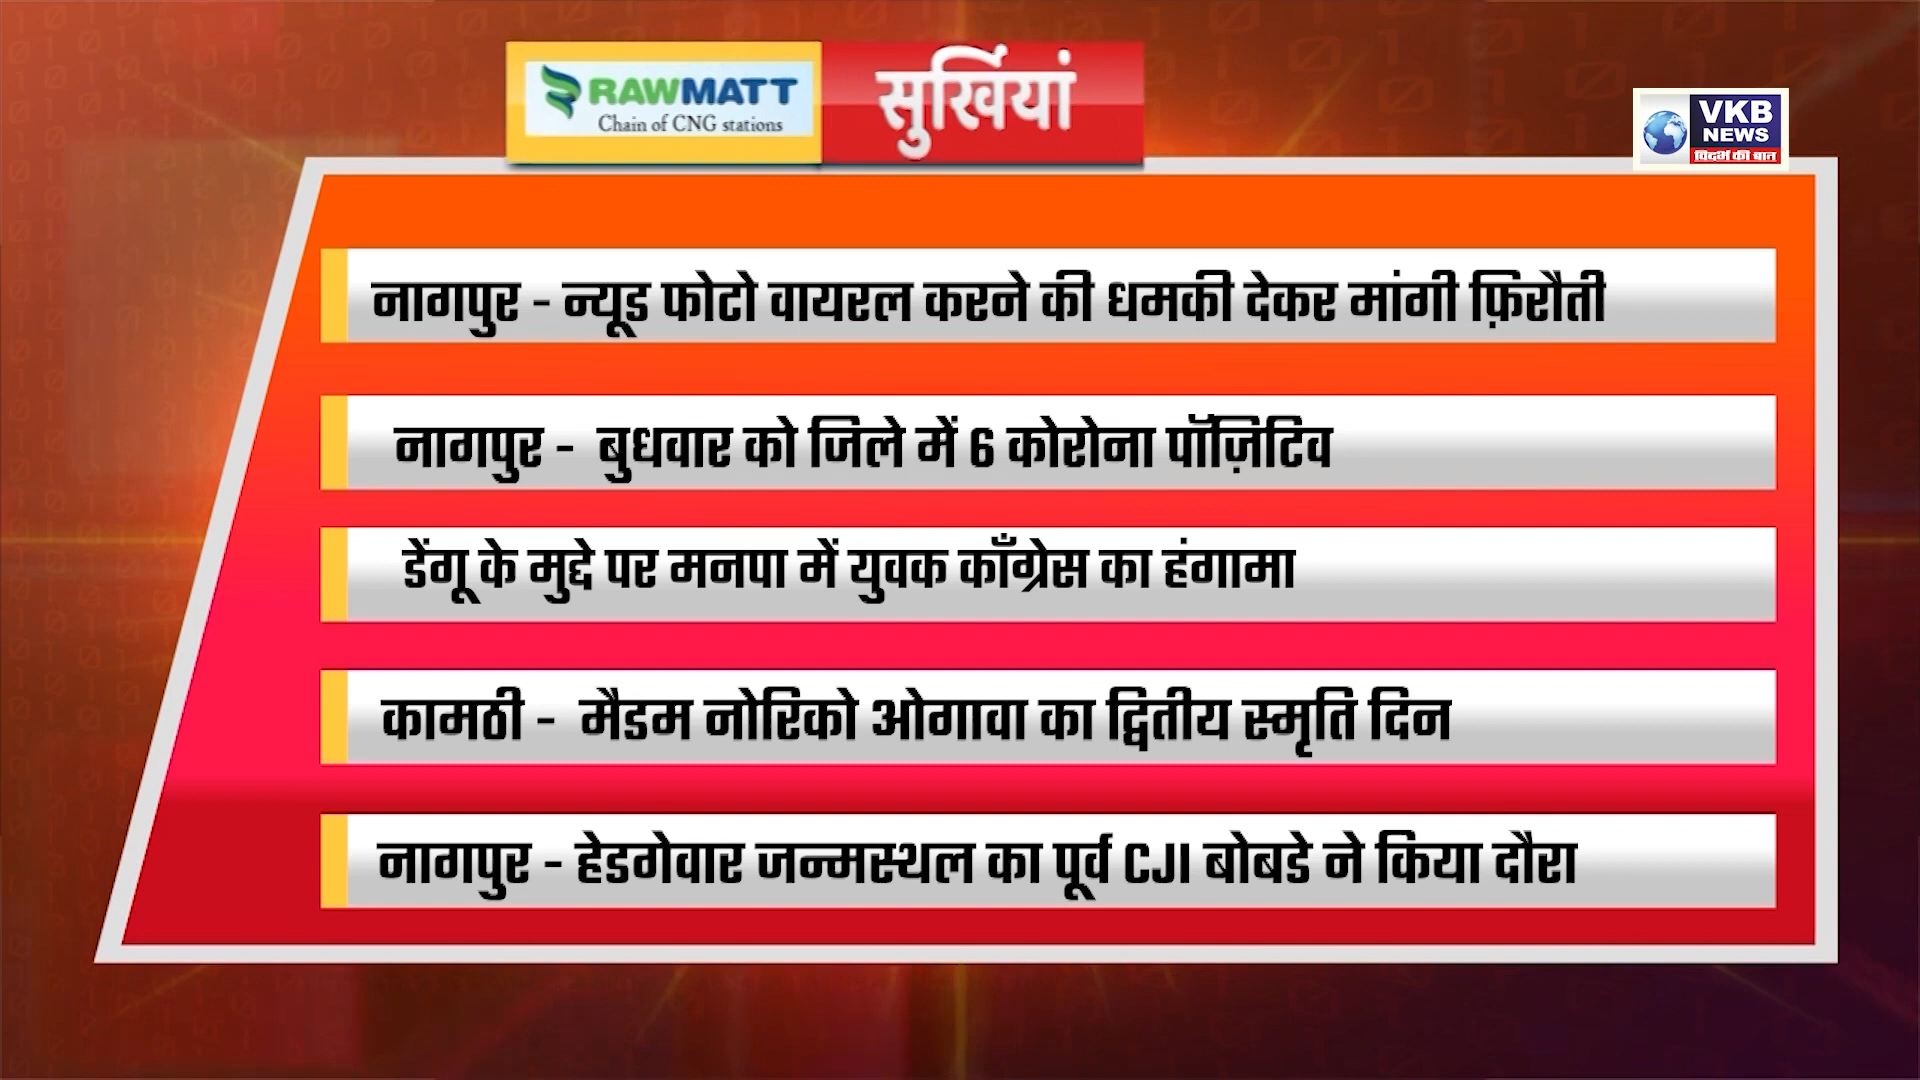 RAWMATT
Chain of CNG stations
सुर्खियां
VKB
NEWS
विदर्भ की बात
नागपुर - न्यूड फोटो वायरल करने की धमकी देकर मांगी फ़िरौती
नागपुर - बुधवार को जिले में 6 कोरोना पॉज़िटिव
डेंगू के मुद्दे पर मनपा में युवक काँग्रेस का हंगामा
कामठी - मैडम नोरिको ओगावा का द्वितीय स्मृति दिन
नागपुर - हेडगेवार जन्मस्थल का पूर्व CJI बोबडे ने किया दौरा